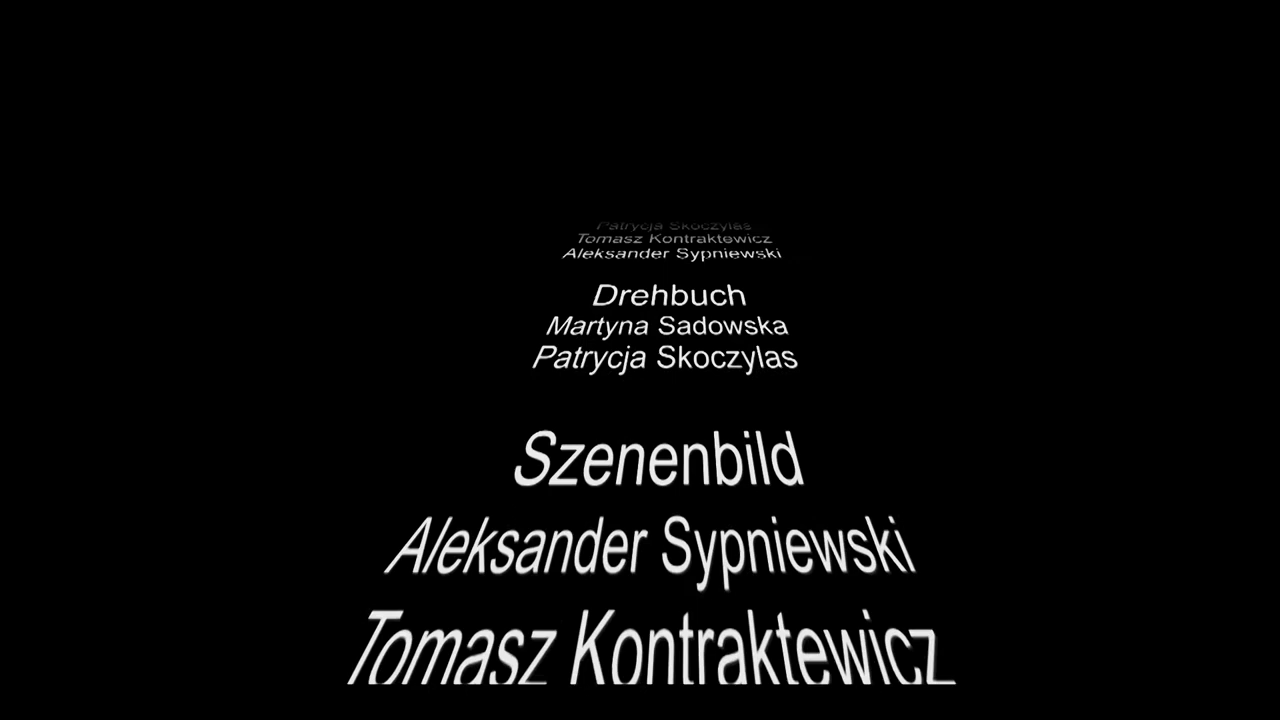 Patrycja Skoczylas
Tomasz Kontraktewicz
Aleksander Sypniewski
Drehbuch
Martyna Sadowska
Patrycja Skoczylas
Szenenbild
Aleksander Sypniewski
Tomasz Kontraktewicz